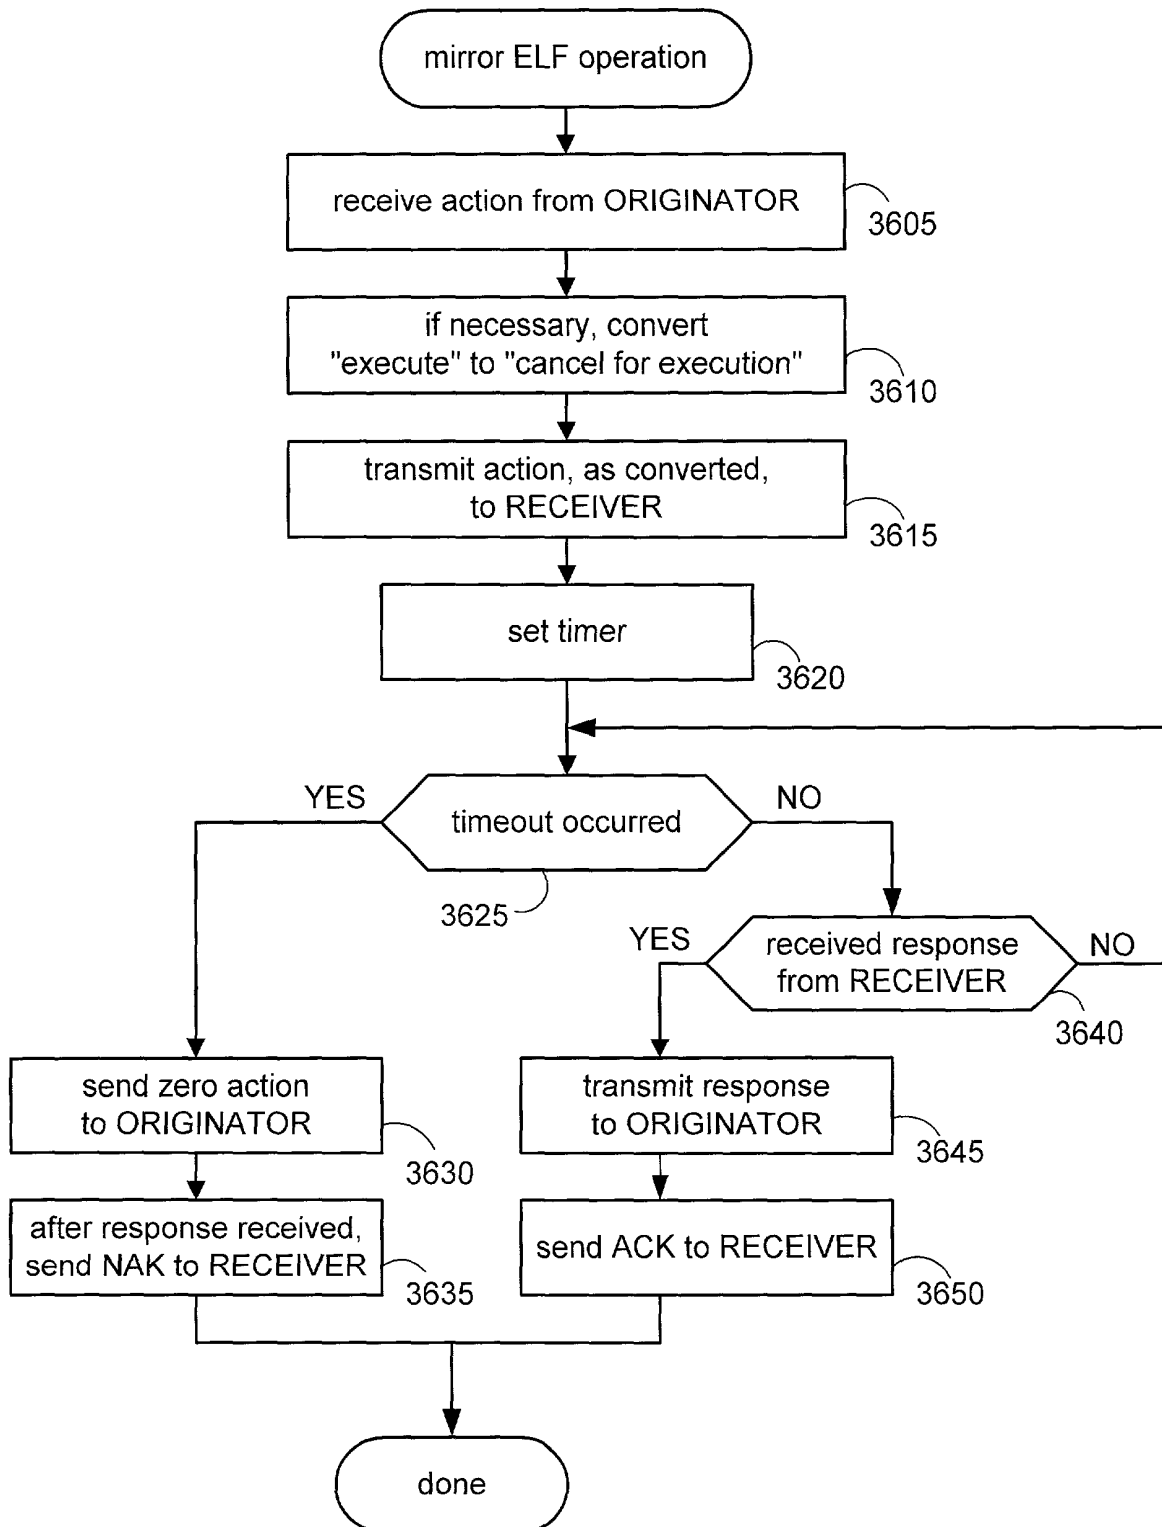 mirror ELF operation
receive action from ORIGINATOR
3605
if necessary, convert
"execute" to "cancel for execution"
3610
transmit action, as converted,
to RECEIVER
3615
set timer
3620
YES
timeout occurred
NO
3625
YES
received response
from RECEIVER
NO
3640
send zero action
to ORIGINATOR
3630
transmit response
to ORIGINATOR
3645
after response received,
send NAK to RECEIVER
3635
send ACK to RECEIVER
3650
done